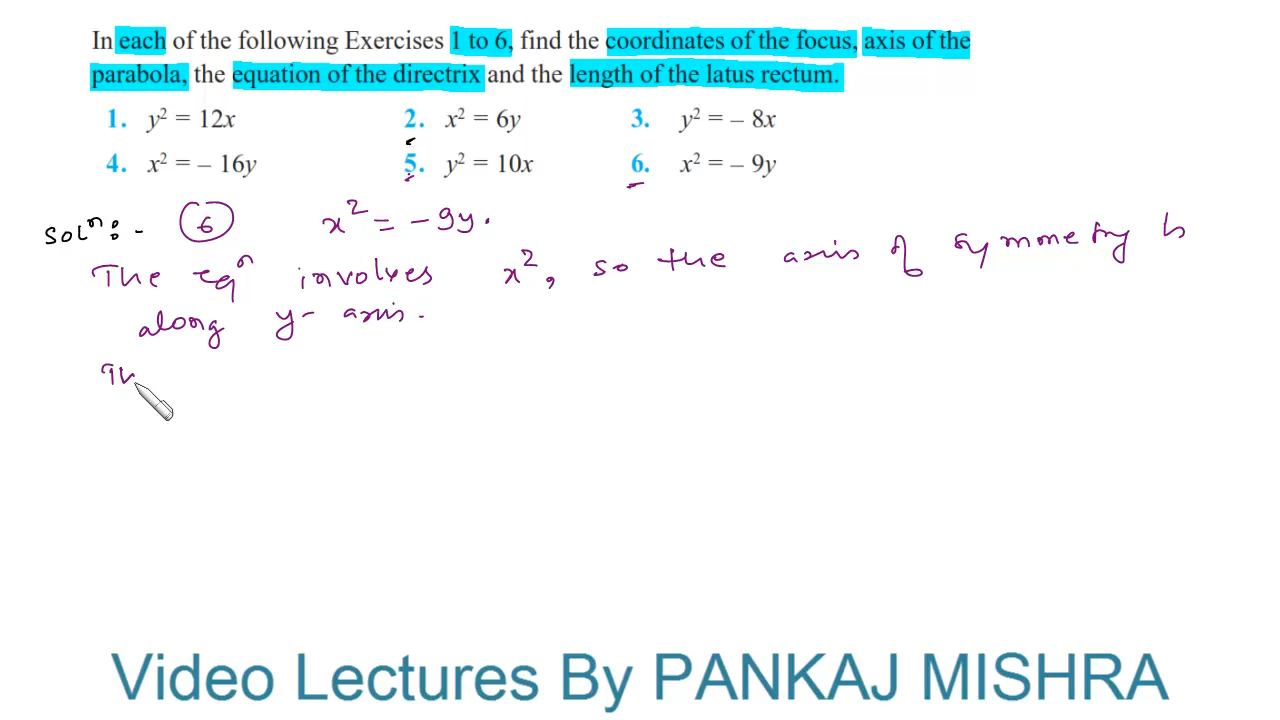 In each of the following Exercises 1 to 6, find the coordinates of the focus, axis of the
parabola, the equation of the directrix and the length of the latus rectum.
1. y² = 12x 2. x² = 6y 3. y² = – 8x
4. x² = – 16y 5. y² = 10x 6. x² = – 9y
Solⁿ:- 6 x² = -9y.
The eqⁿ involves x², so the axis of symmetry is
along y- axis.
Video Lectures By PANKAJ MISHRA